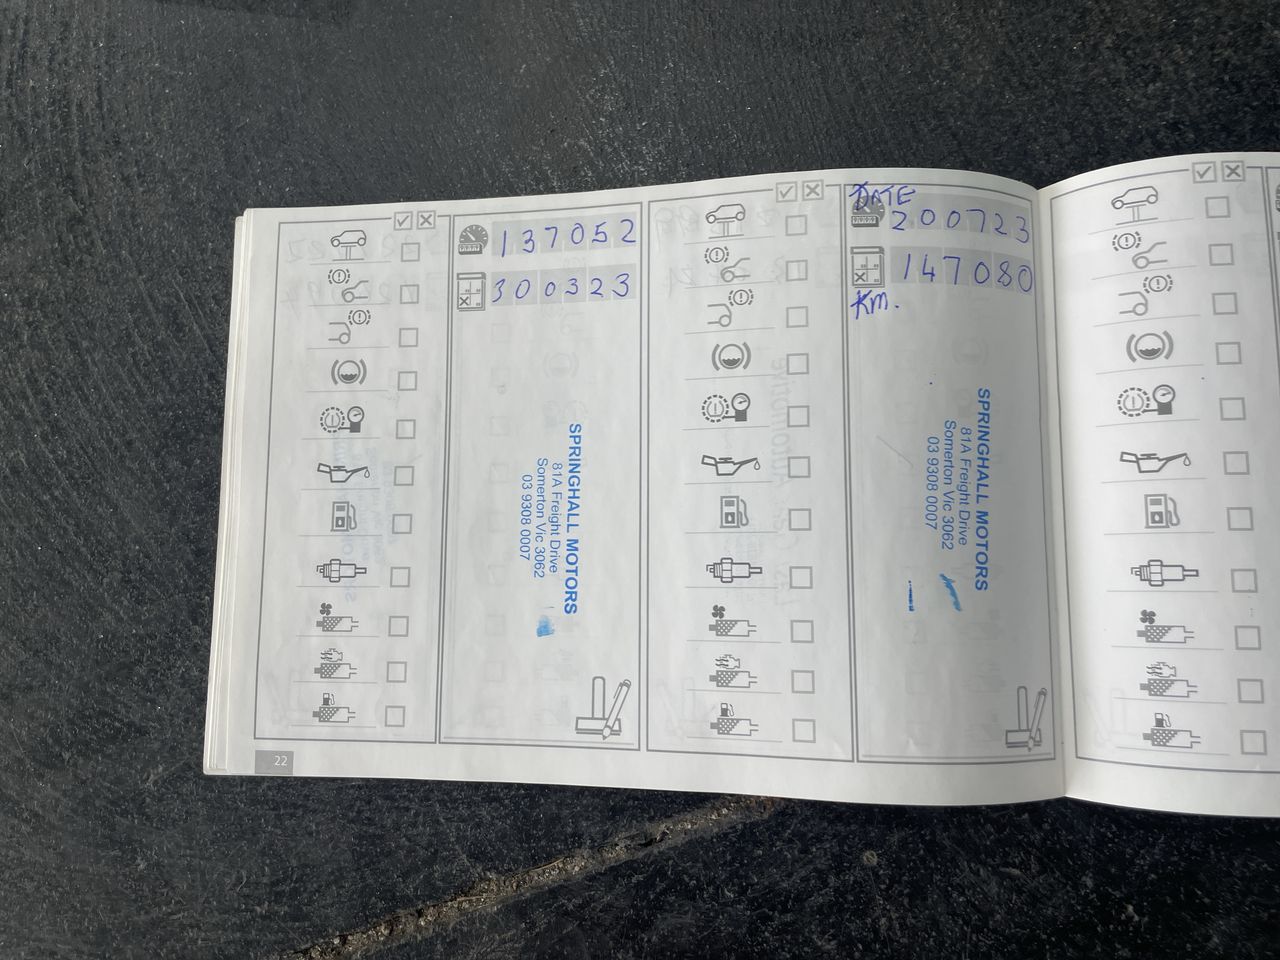 137052
300323
SPRINGHALL MOTORS
81A Freight Drive
Somerton Vic 3062
03 9308 0007
DATE
200723
147080
KM.
SPRINGHALL MOTORS
81A Freight Drive
Somerton Vic 3062
03 9308 0007
22